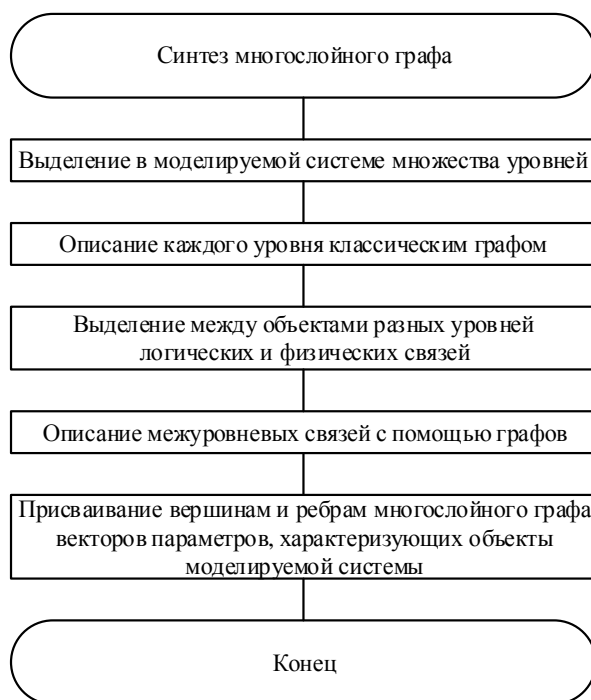 Синтез многослойного графа
Выделение в моделируемой системе множества уровней
Описание каждого уровня классическим графом
Выделение между объектами разных уровней
логических и физических связей
Описание межуровневых связей с помощью графов
Присваивание вершинам и ребрам многослойного графа
векторов параметров, характеризующих объекты
моделируемой системы
Конец